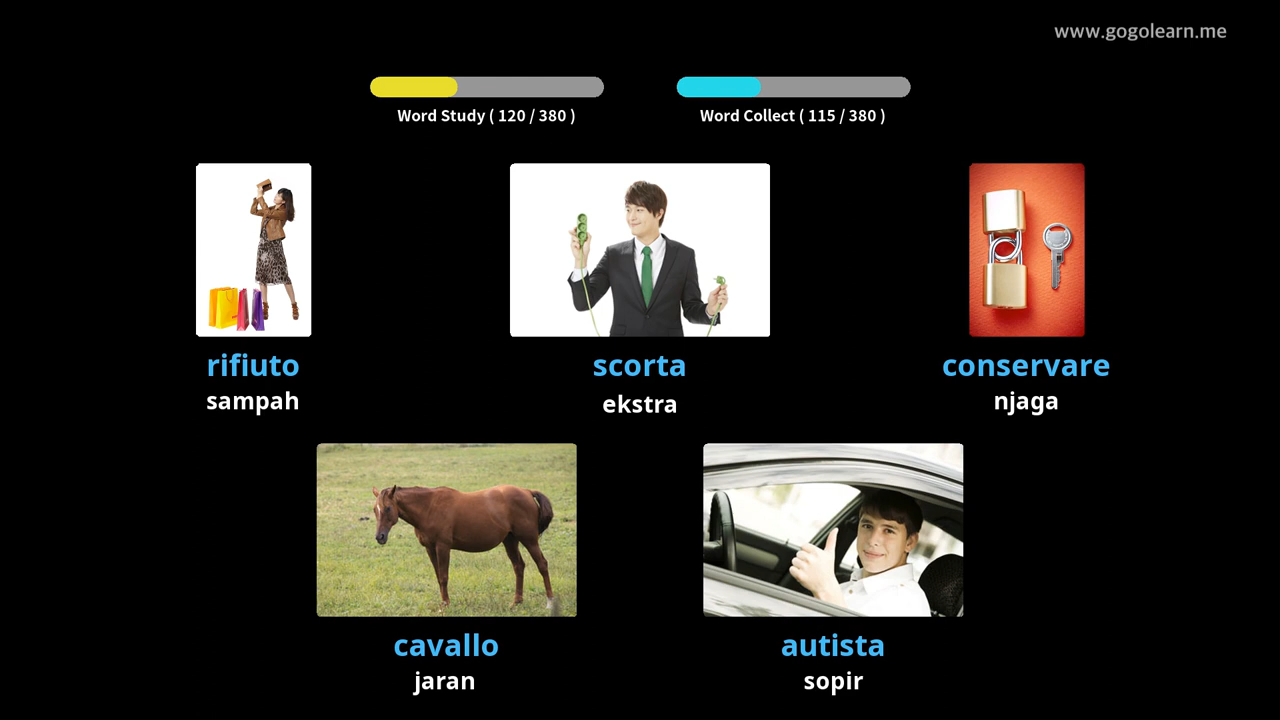 www.gogolearn.me
Word Study ( 120 / 380 )
Word Collect ( 115 / 380 )
rifiuto
sampah
scorta
ekstra
conservare
njaga
cavallo
jaran
autista
sopir